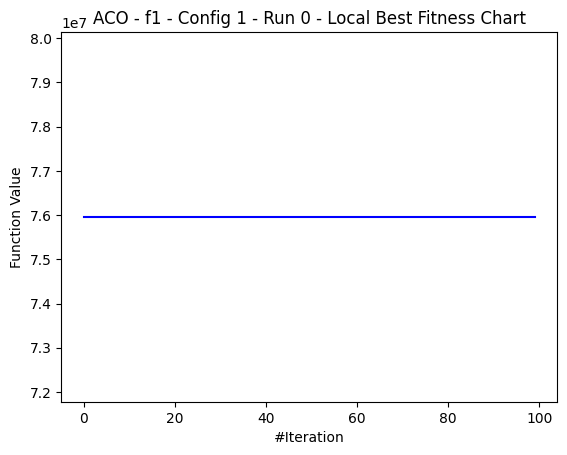 ACO - f1 - Config 1 - Run 0 - Local Best Fitness Chart
1e7
8.0
7.9
7.8
7.7
7.6
7.5
7.4
7.3
7.2
Function Value
0 20 40 60 80 100
#Iteration